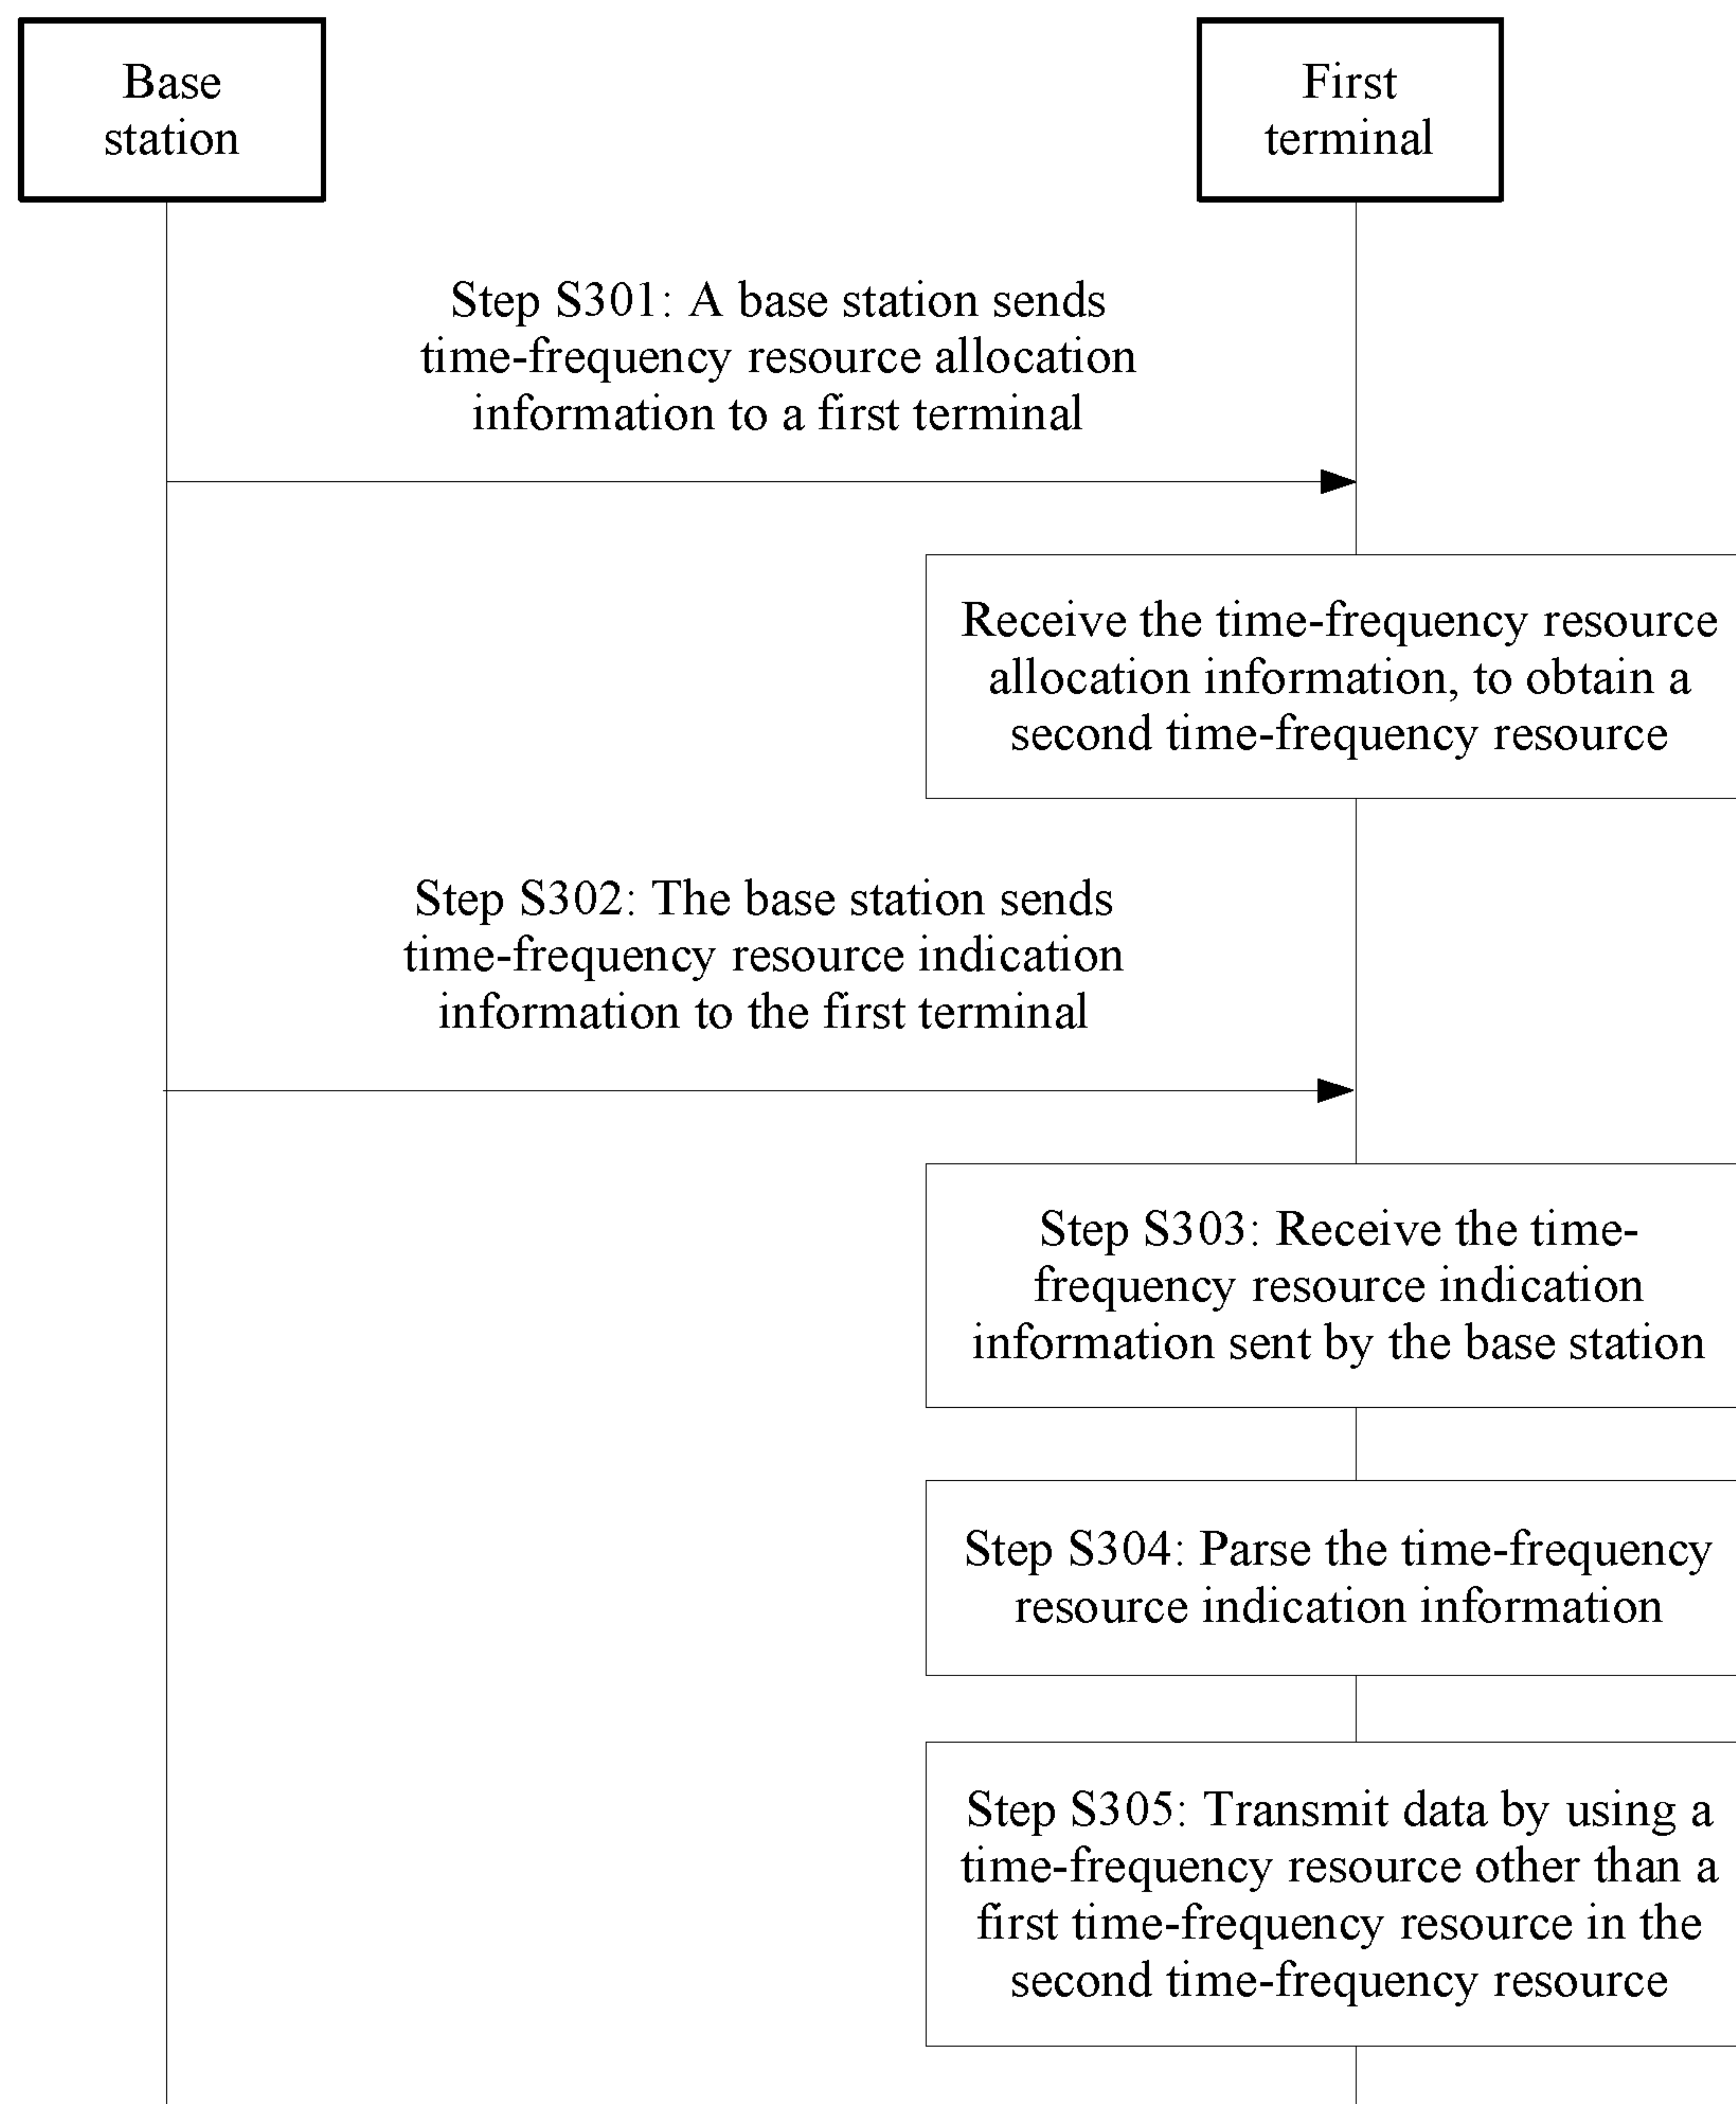 Base
station
First
terminal
Step S301: A base station sends
time-frequency resource allocation
information to a first terminal
Receive the time-frequency resource
allocation information, to obtain a
second time-frequency resource
Step S302: The base station sends
time-frequency resource indication
information to the first terminal
Step S303: Receive the time-
frequency resource indication
information sent by the base station
Step S304: Parse the time-frequency
resource indication information
Step S305: Transmit data by using a
time-frequency resource other than a
first time-frequency resource in the
second time-frequency resource